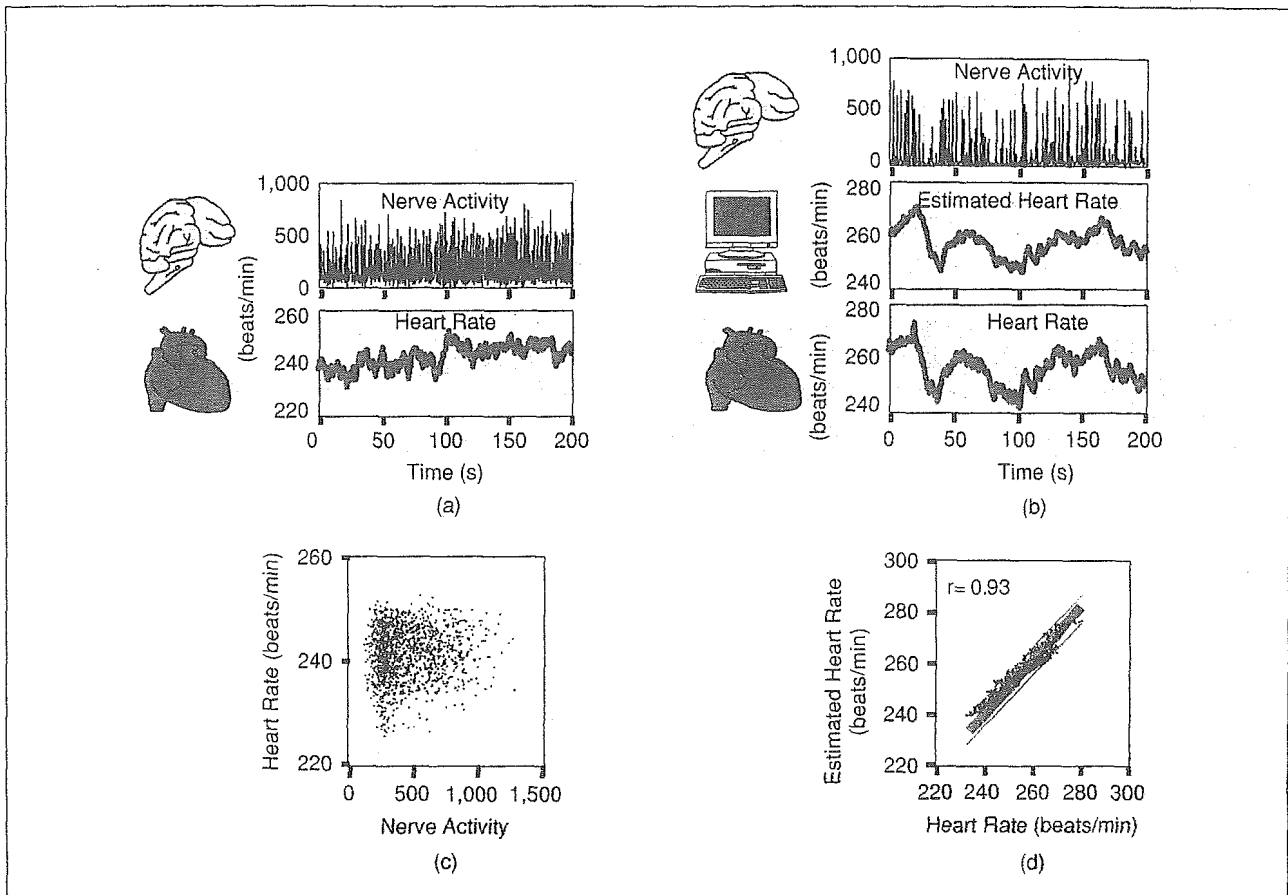 1,000
Nerve Activity
500
0
(beats/min)
260
Heart Rate
240
220
0 50 100 150 200
Time (s)
(a)
1,000
Nerve Activity
500
0
280
Estimated Heart Rate
260
240
(beats/min)
280
Heart Rate
260
240
(beats/min)
0 50 100 150 200
Time (s)
(b)
260
240
220
Heart Rate (beats/min)
0 500 1,000 1,500
Nerve Activity
(c)
300
r= 0.93
280
260
240
220
Estimated Heart Rate
(beats/min)
220 240 260 280 300
Heart Rate (beats/min)
(d)